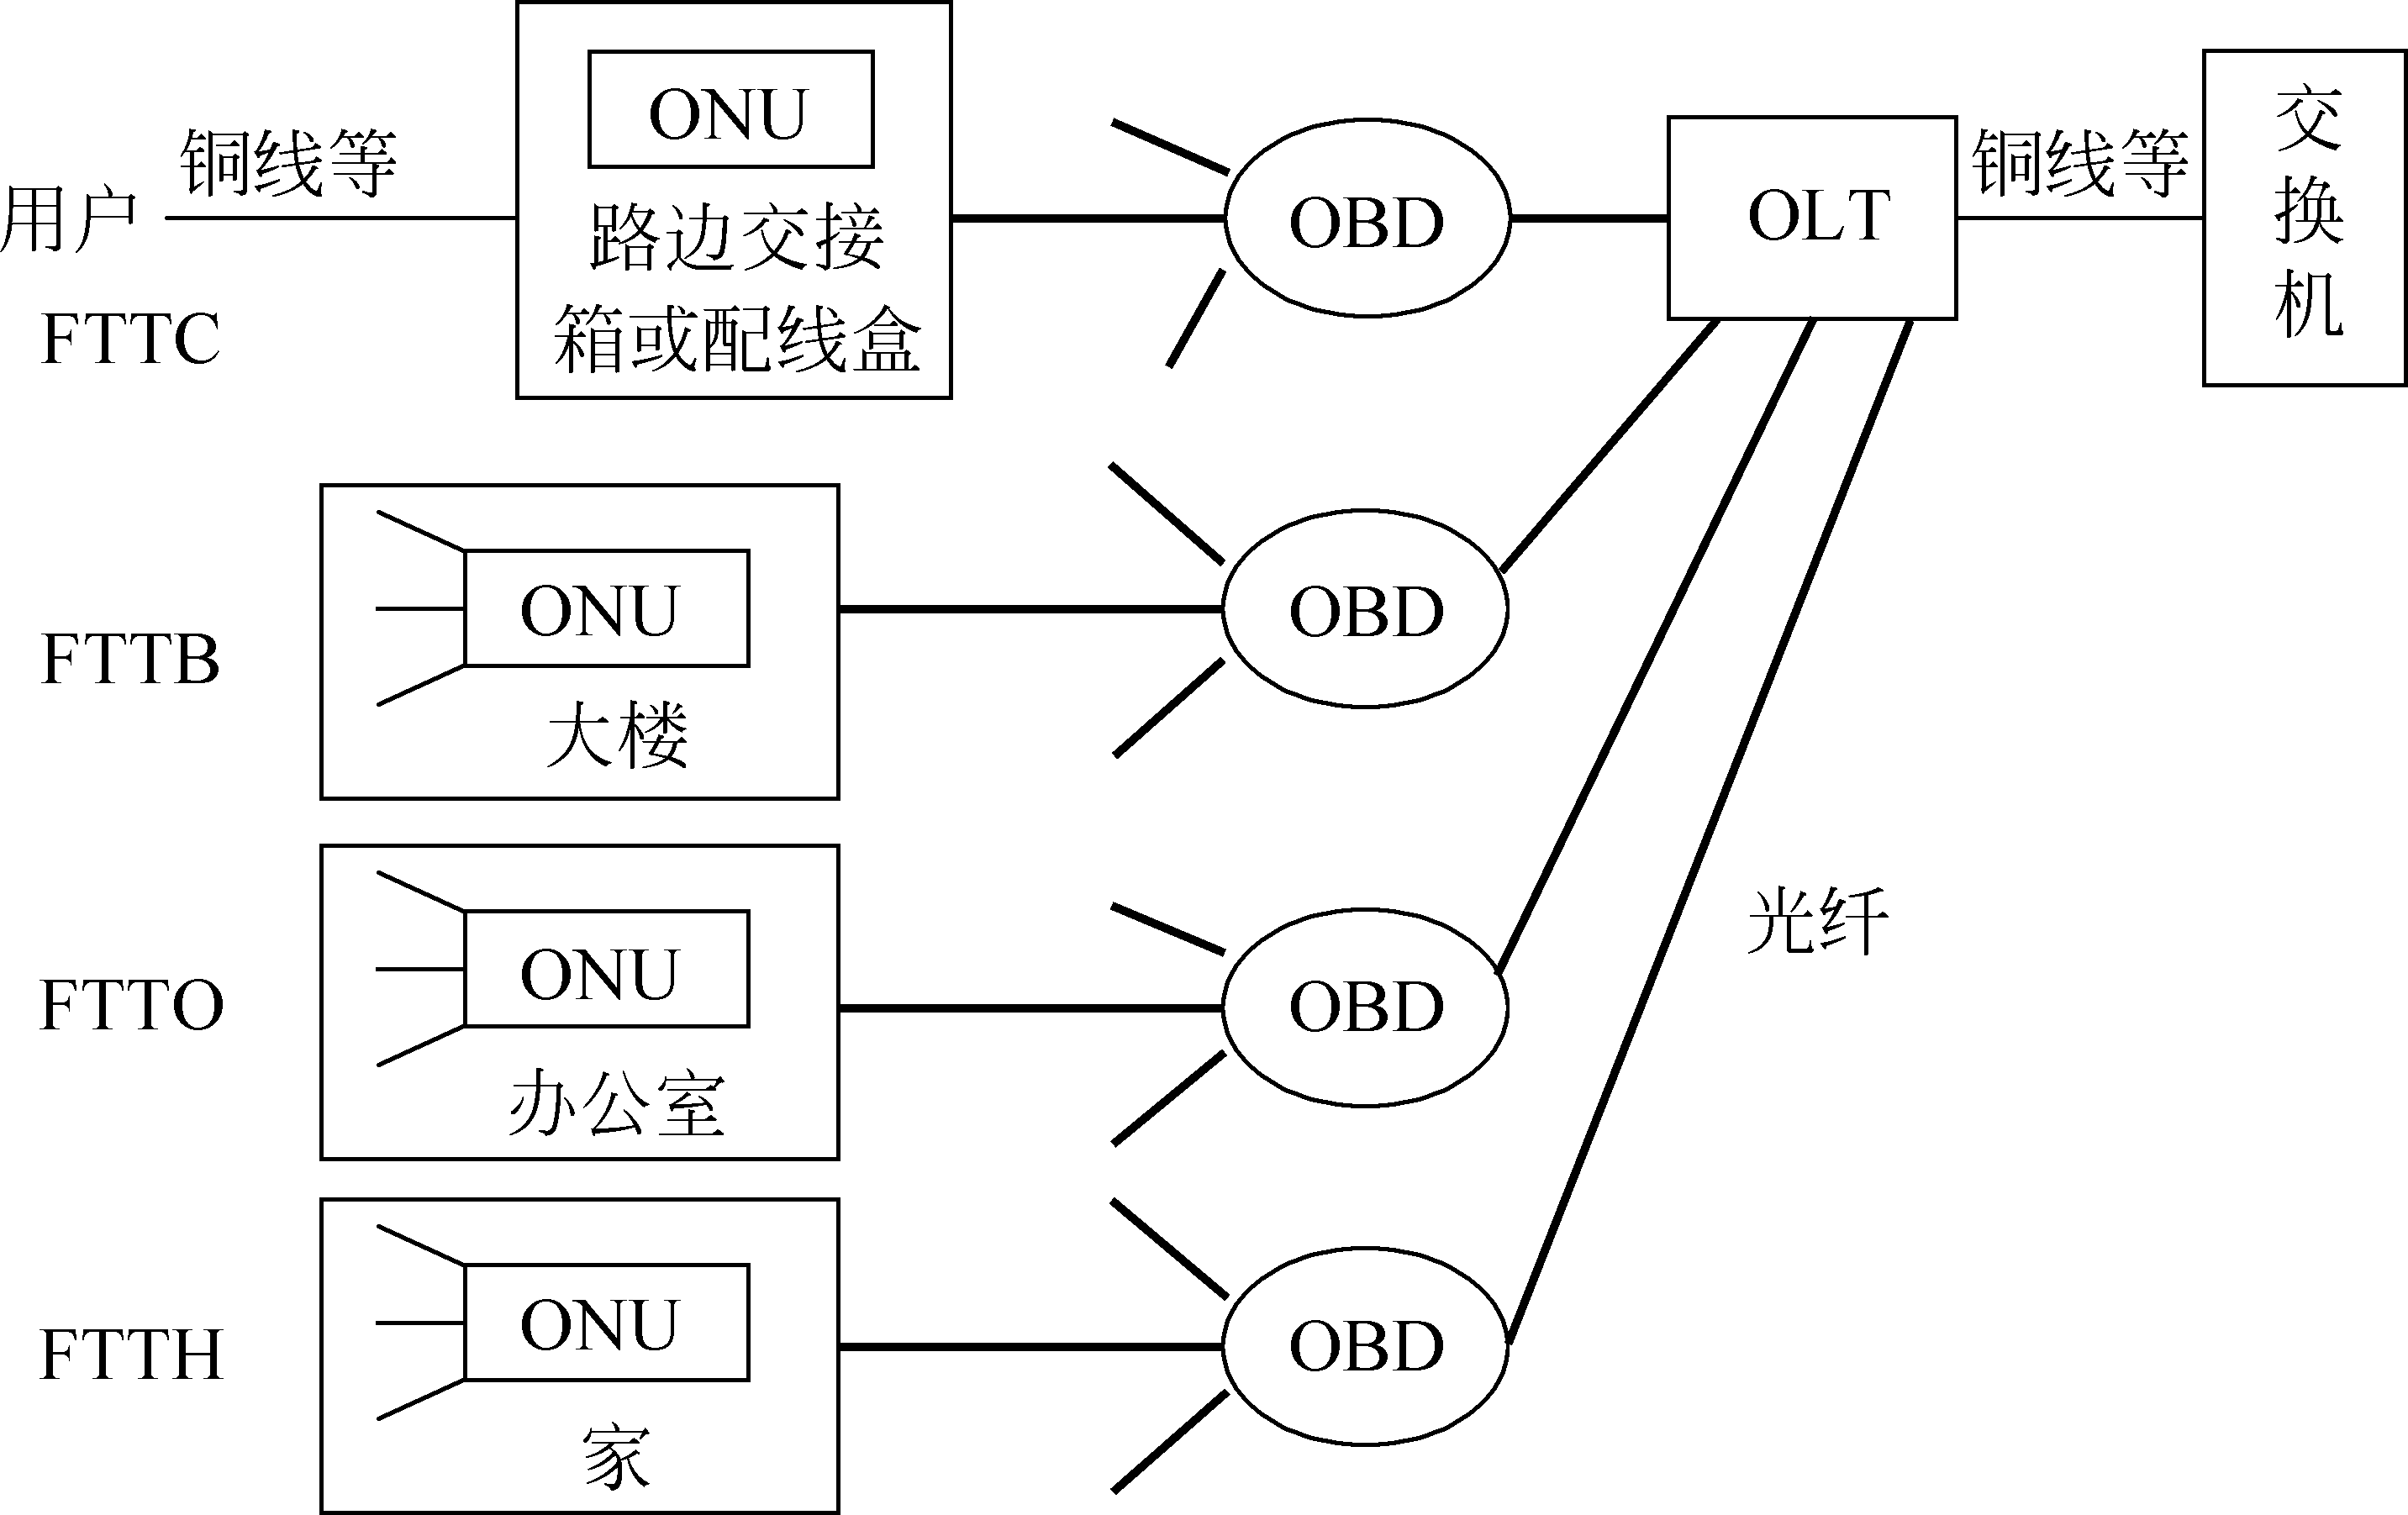 用户
铜线等
FTTC
ONU
路边交接
箱或配线盒
OBD
OLT
铜线等
交换机
FTTB
ONU
大楼
OBD
FTTO
ONU
办公室
OBD
光纤
FTTH
ONU
家
OBD